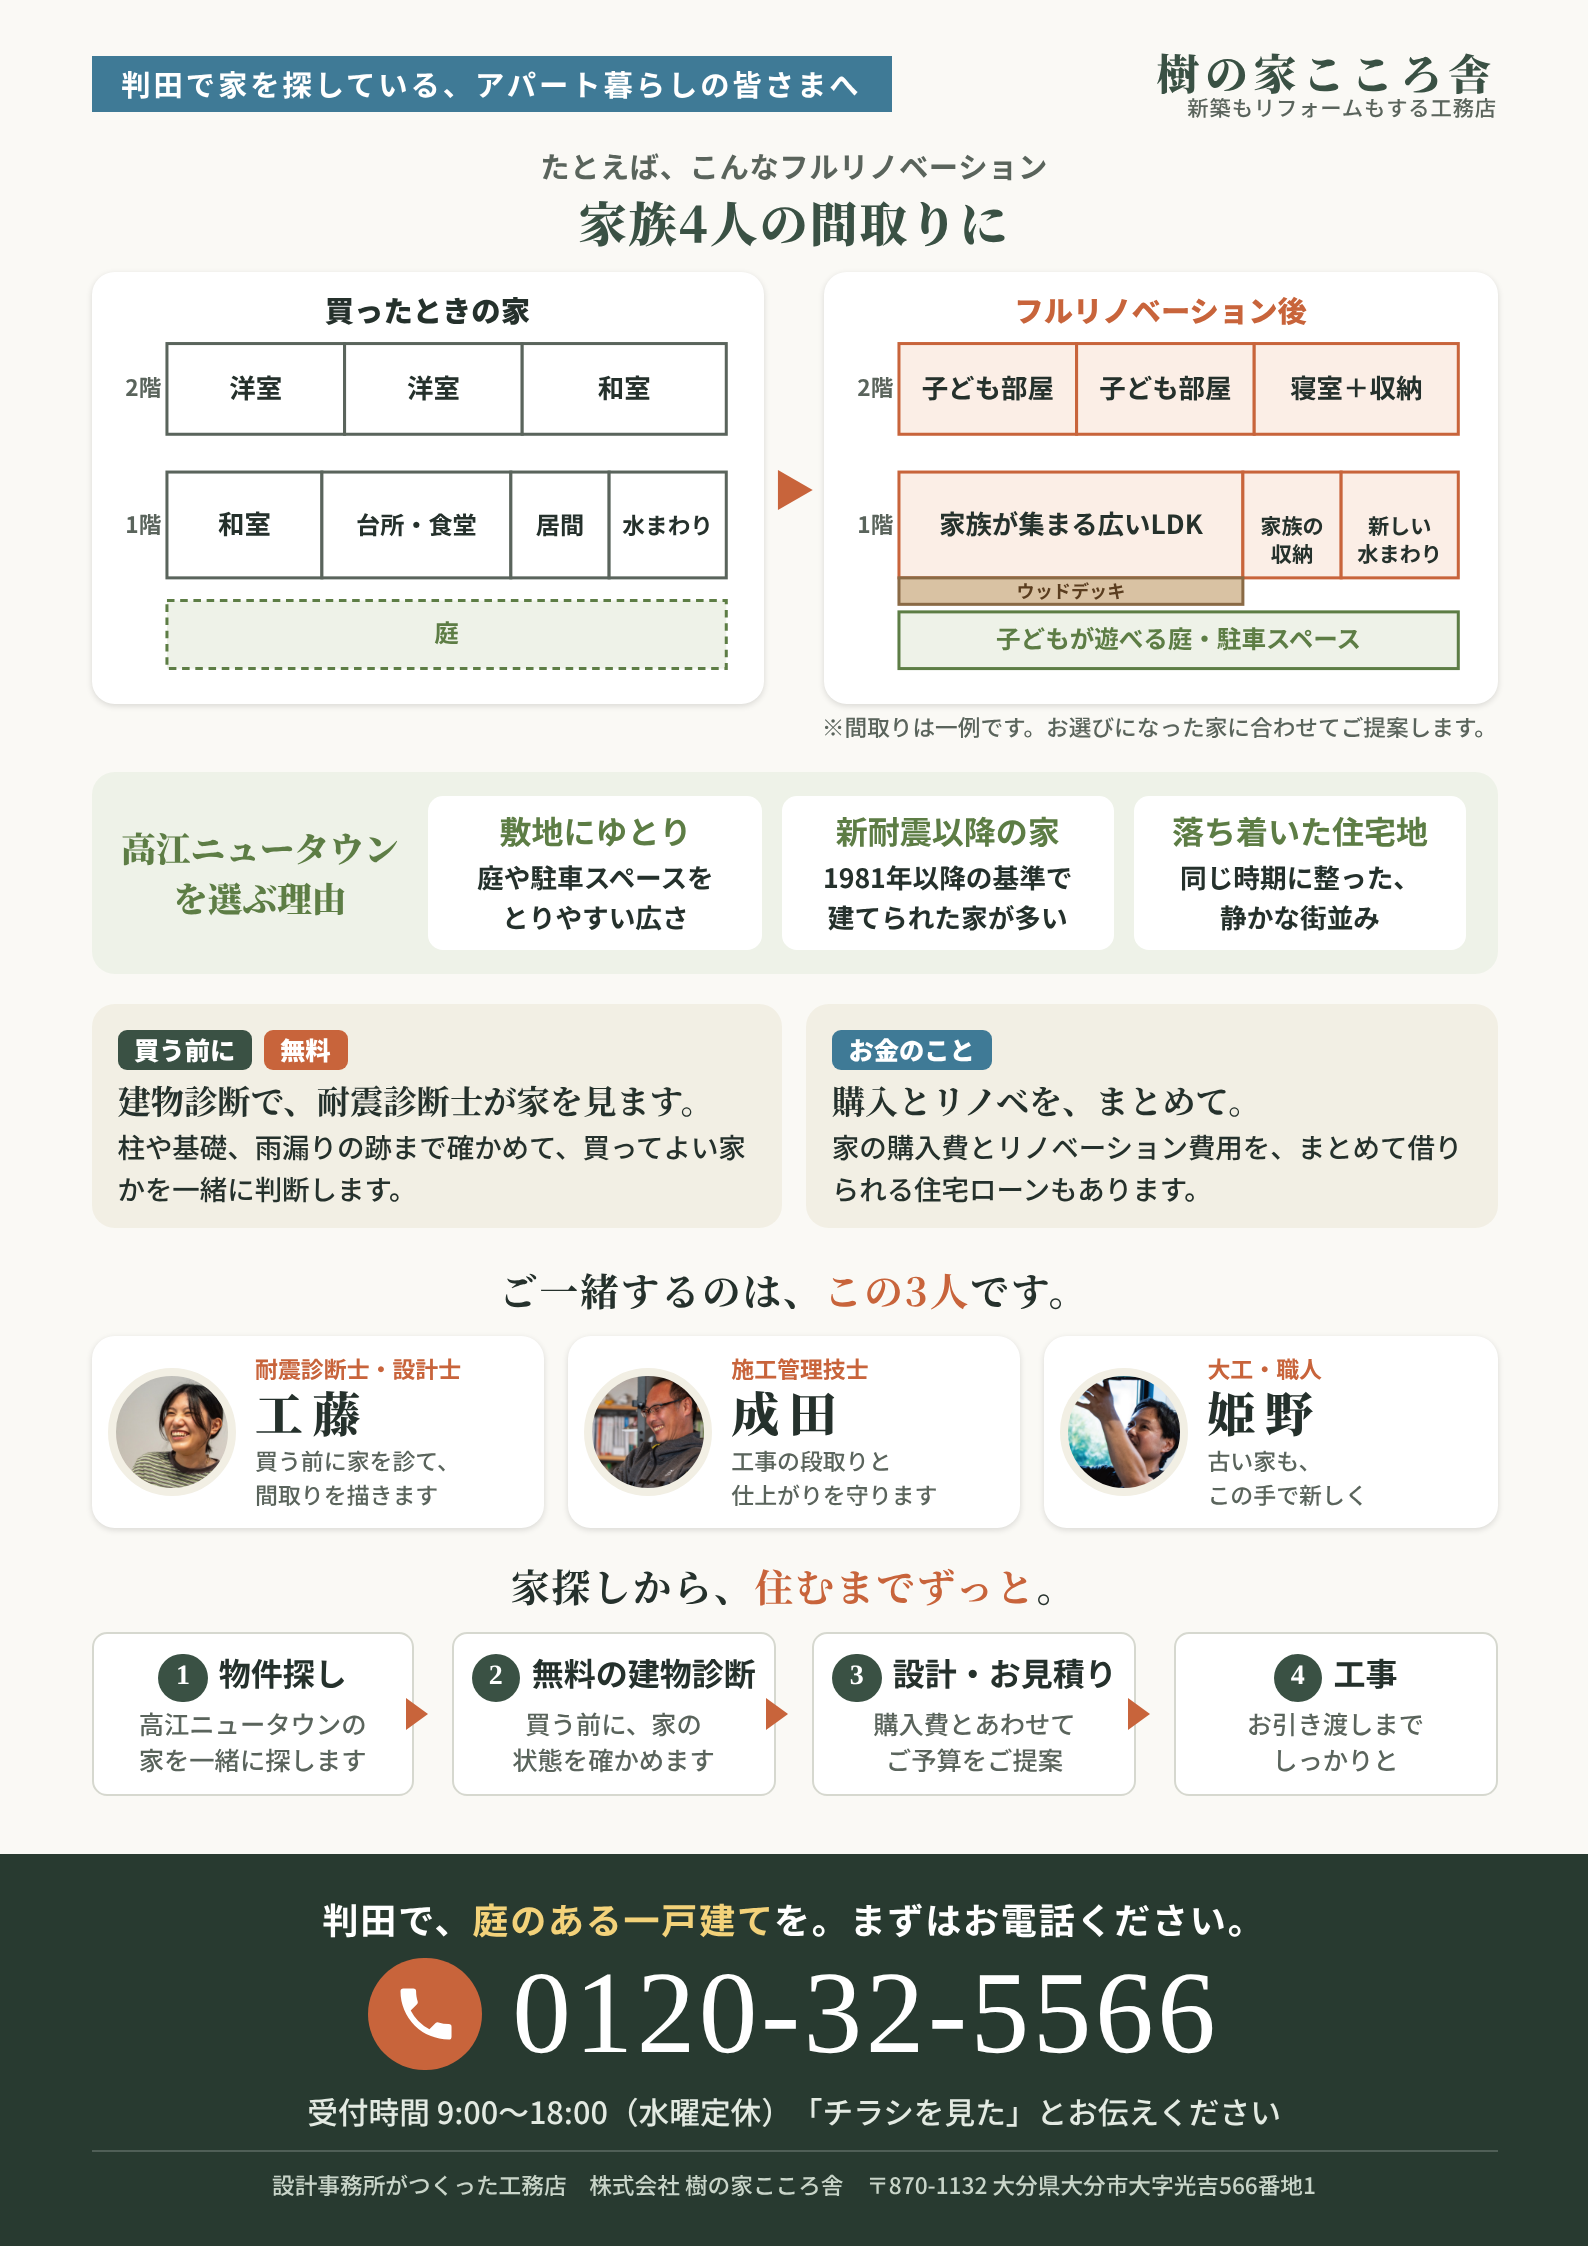 判田で家を探している、アパート暮らしの皆さまへ
樹の家こころ舎
新築もリフォームもする工務店
たとえば、こんなフルリノベーション
家族4人の間取りに
買ったときの家
2階
洋室
洋室
和室
1階
和室
台所・食堂
居間
水まわり
庭
フルリノベーション後
2階
子ども部屋
子ども部屋
寝室＋収納
1階
家族が集まる広いLDK
家族の
収納
新しい
水まわり
ウッドデッキ
子どもが遊べる庭・駐車スペース
※間取りは一例です。お選びになった家に合わせてご提案します。
高江ニュータウン
を選ぶ理由
敷地にゆとり
庭や駐車スペースを
とりやすい広さ
新耐震以降の家
1981年以降の基準で
建てられた家が多い
落ち着いた住宅地
同じ時期に整った、
静かな街並み
買う前に
無料
建物診断で、耐震診断士が家を見ます。
柱や基礎、雨漏りの跡まで確かめて、買ってよい家
かを一緒に判断します。
お金のこと
購入とリノベを、まとめて。
家の購入費とリノベーション費用を、まとめて借り
られる住宅ローンもあります。
ご一緒するのは、この3人です。
耐震診断士・設計士
工藤
買う前に家を診て、
間取りを描きます
施工管理技士
成田
工事の段取りと
仕上がりを守ります
大工・職人
姫野
古い家も、
この手で新しく
家探しから、住むまでずっと。
1 物件探し
高江ニュータウンの
家を一緒に探します
2 無料の建物診断
買う前に、家の
状態を確かめます
3 設計・お見積り
購入費とあわせて
ご予算をご提案
4 工事
お引き渡しまで
しっかりと
判田で、庭のある一戸建てを。まずはお電話ください。
0120-32-5566
受付時間 9:00〜18:00（水曜定休）「チラシを見た」とお伝えください
設計事務所がつくった工務店　株式会社 樹の家こころ舎　〒870-1132 大分県大分市大字光吉566番地1